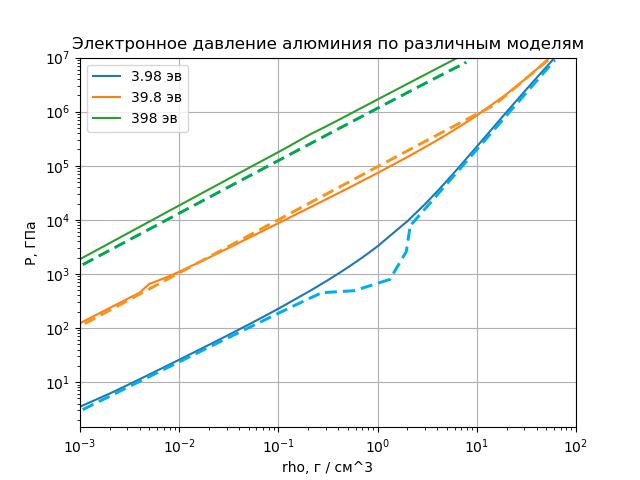 Электронное давление алюминия по различным моделям
3.98 эв
39.8 эв
398 эв
P, ГПа
10^7
10^6
10^5
10^4
10^3
10^2
10^1
10^-3
10^-2
10^-1
10^0
10^1
10^2
rho, г / см^3